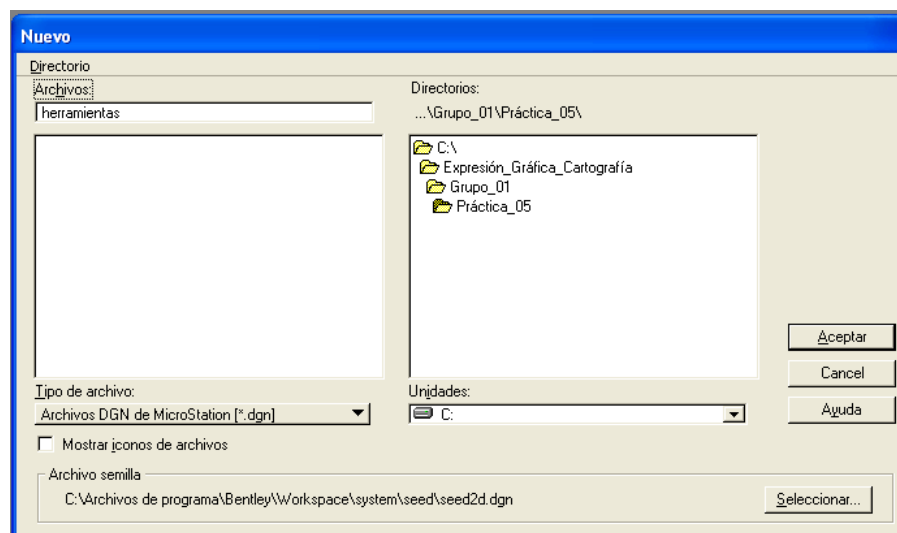 Nuevo
Directorio
Archivos:
herramientas
Directorios:
...\Grupo_01\Práctica_05\
C:\
Expresión_Gráfica_Cartografía
Grupo_01
Práctica_05
Aceptar
Cancel
Ayuda
Tipo de archivo:
Archivos DGN de MicroStation [*.dgn]
Unidades:
C:
Mostrar iconos de archivos
Archivo semilla
C:\Archivos de programa\Bentley\Workspace\system\seed\seed2d.dgn
Seleccionar...